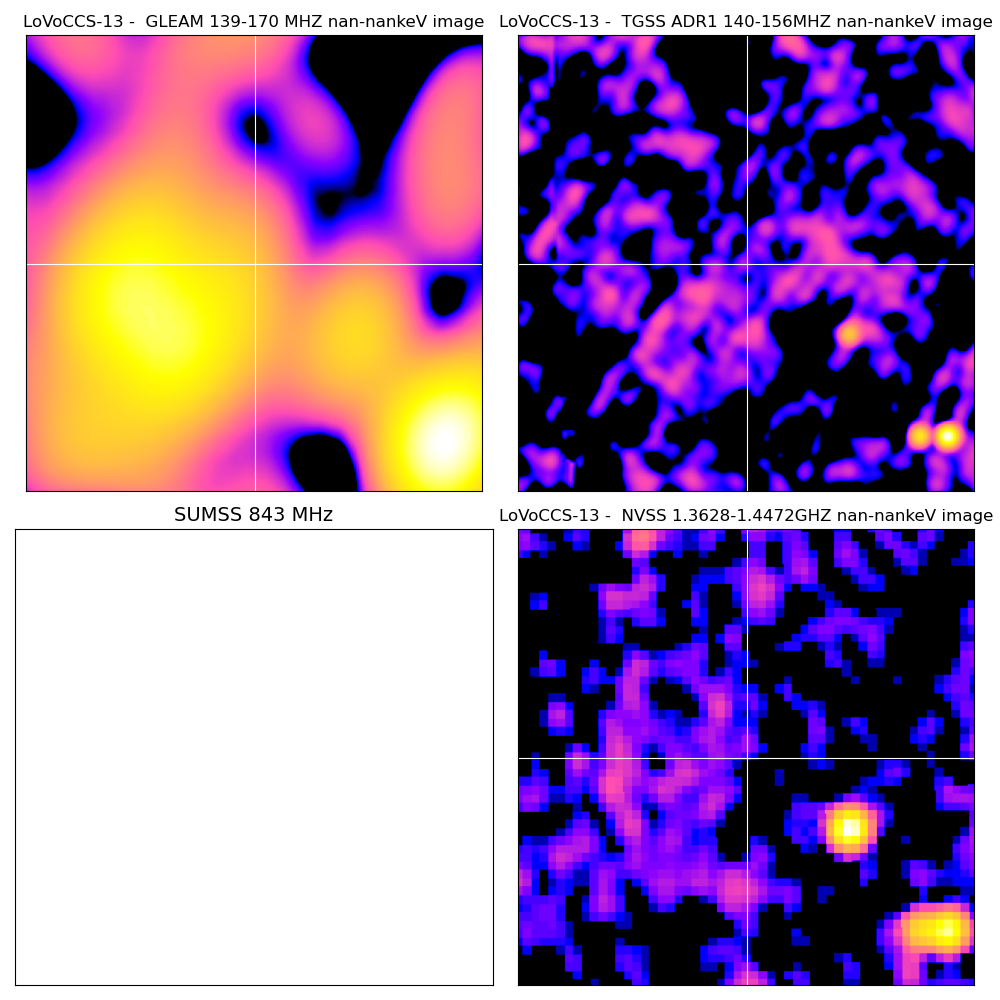 LoVoCCS-13 -  GLEAM 139-170 MHZ nan-nankeV image
LoVoCCS-13 -  TGSS ADR1 140-156MHZ nan-nankeV image
SUMSS 843 MHz
LoVoCCS-13 -  NVSS 1.3628-1.4472GHZ nan-nankeV image